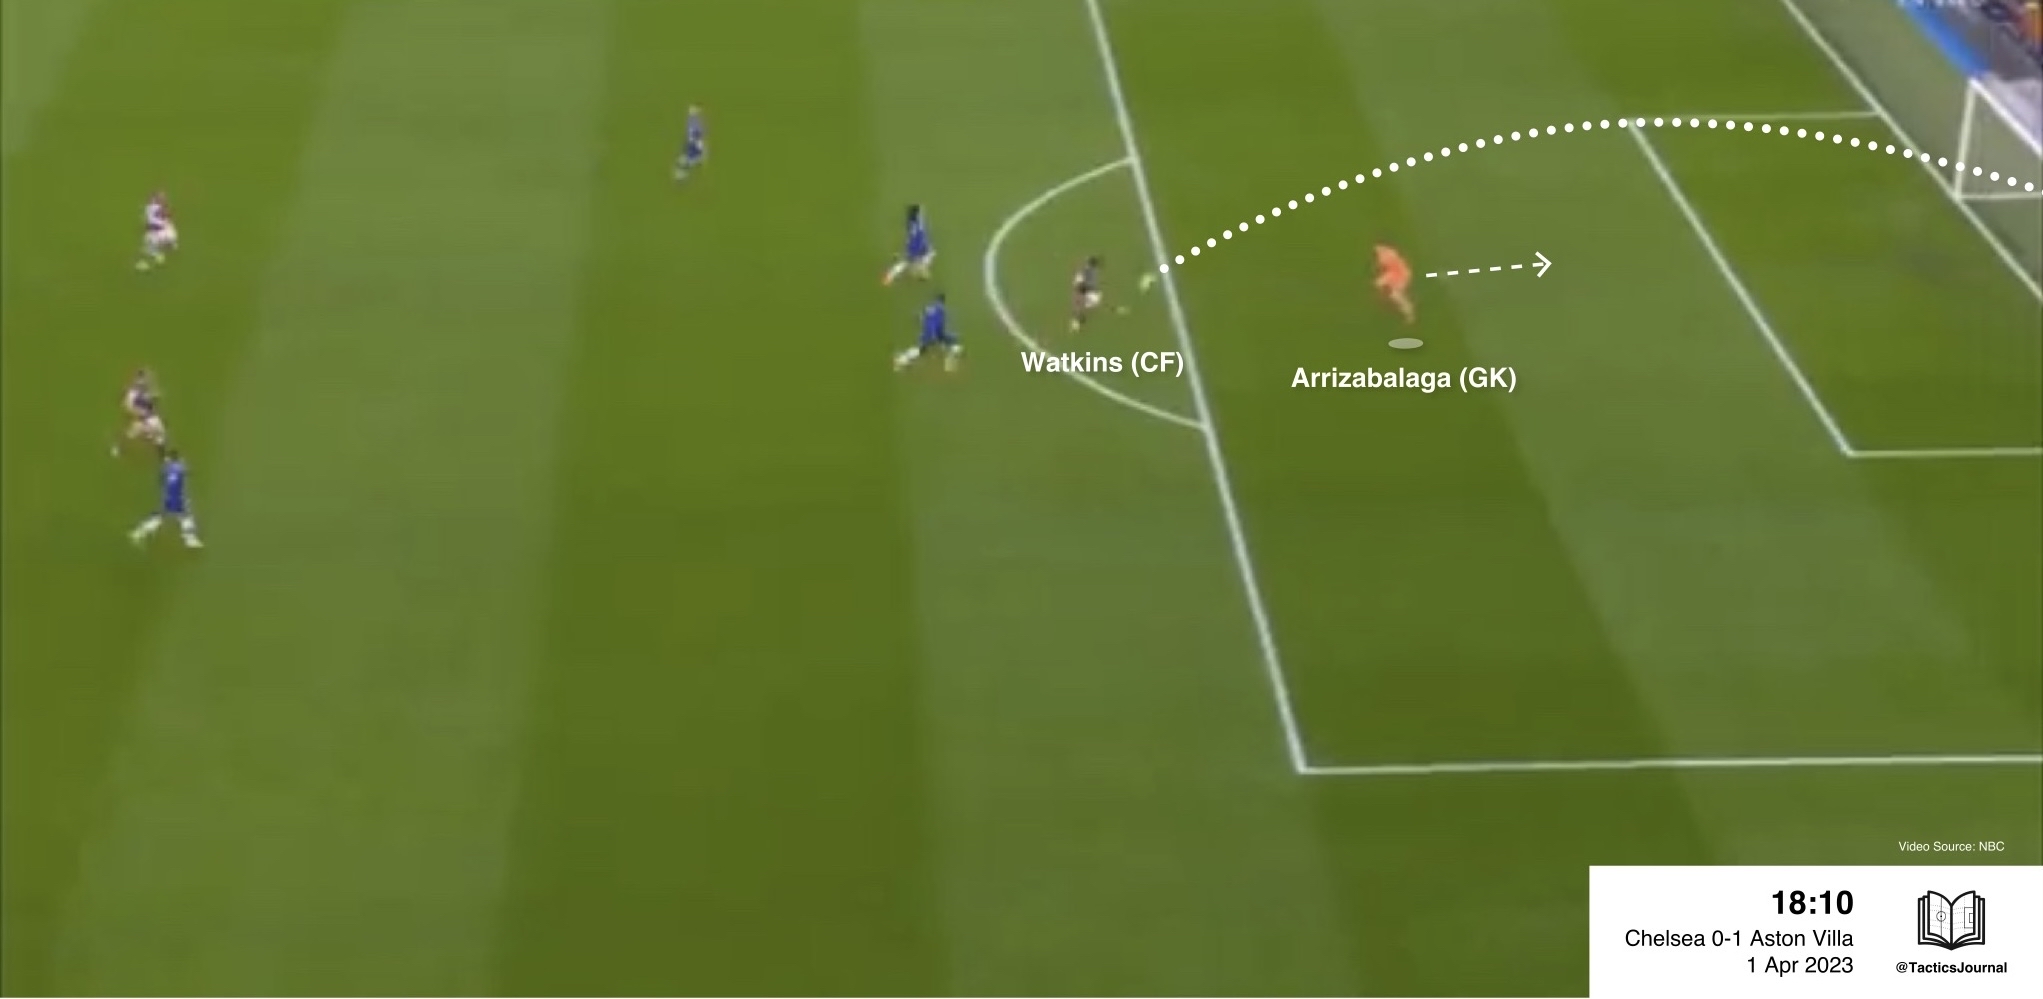 Watkins (CF)
Arrizabalaga (GK)
Video Source: NBC
18:10
Chelsea 0-1 Aston Villa
1 Apr 2023
@TacticsJournal